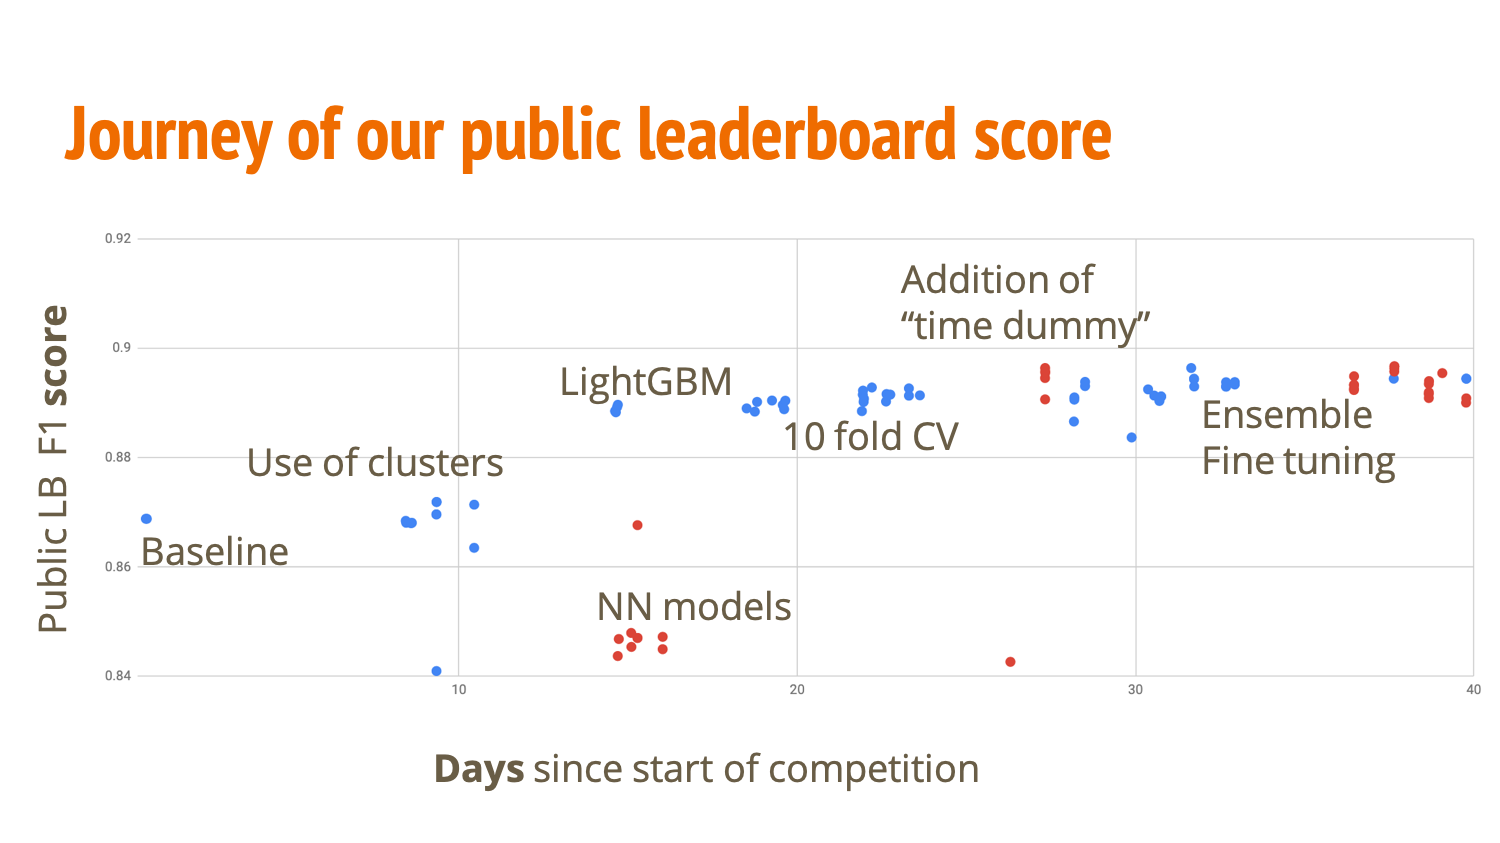 Journey of our public leaderboard score
0.92
Addition of
“time dummy”
0.9
LightGBM
Ensemble
10 fold CV
Use of clusters
0.88
Fine tuning
Baseline
0.86
NN models
0.84
10
20
30
40
Public LB F1 score
Days since start of competition